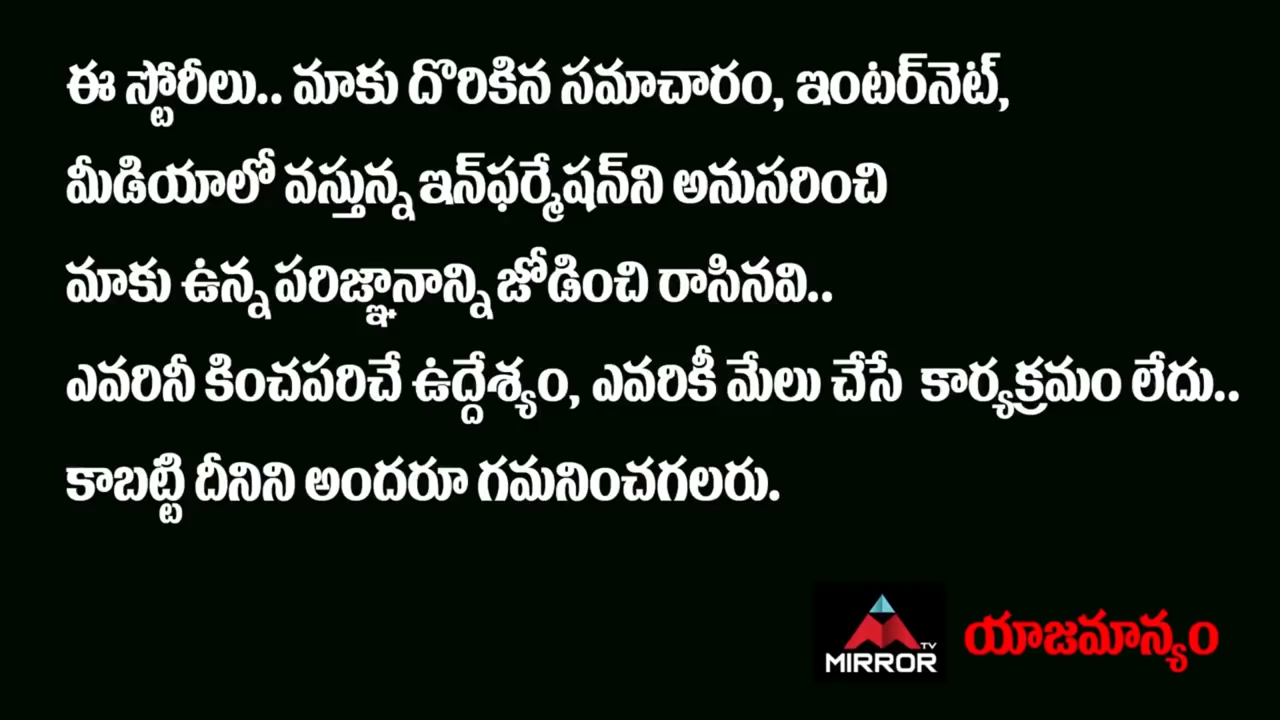 ఈ స్టోరీలు.. మాకు దొరికిన సమాచారం, ఇంటర్‌నెట్,
మీడియాలో వస్తున్న ఇన్‌ఫర్మేషన్‌ని అనుసరించి
మాకు ఉన్న పరిజ్ఞానాన్ని జోడించి రాసినవి..
ఎవరినీ కించపరిచే ఉద్దేశ్యం, ఎవరికీ మేలు చేసే కార్యక్రమం లేదు..
కాబట్టి దీనిని అందరూ గమనించగలరు.
TV
MIRROR
యాజమాన్యం